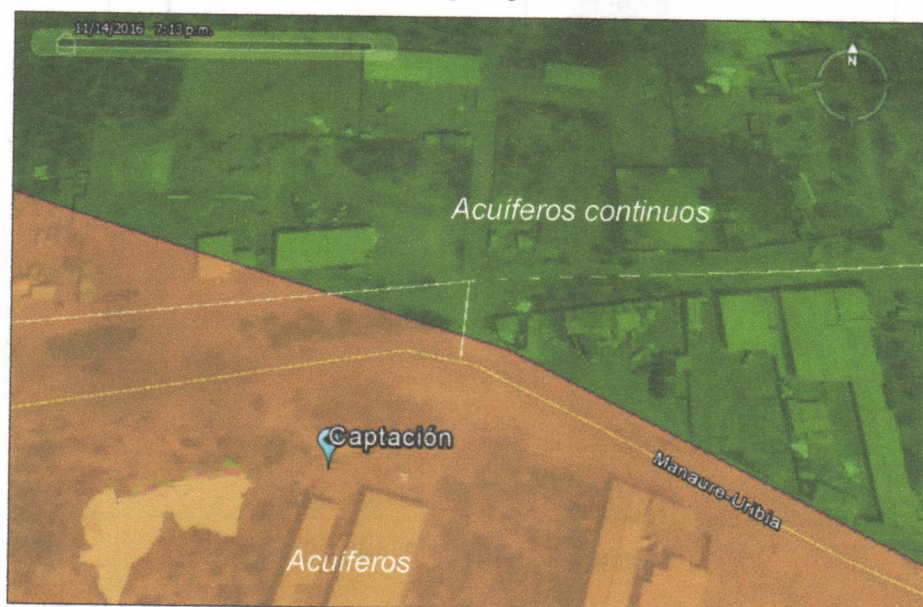 11/14/2016 7:13 p.m.
N
Acuíferos continuos
Captación
Manaure-Uribia
Acuíferos